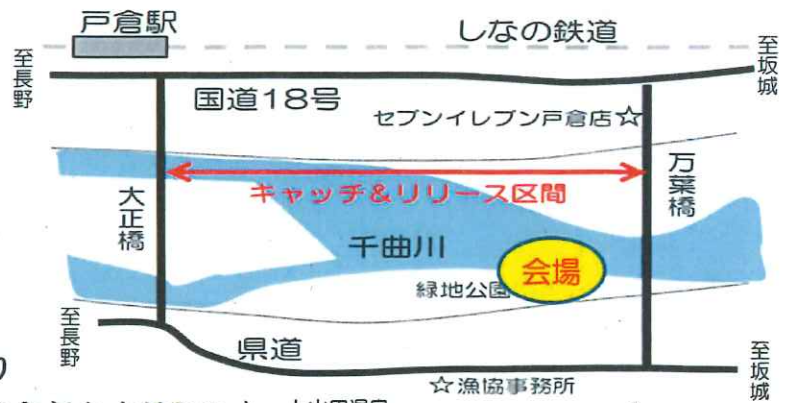 戸倉駅
しなの鉄道
至長野
至坂城
国道18号
セブンイレブン戸倉店☆
大正橋
キャッチ&リリース区間
万葉橋
千曲川
会場
緑地公園
至長野
県道
至坂城
☆漁協事務所